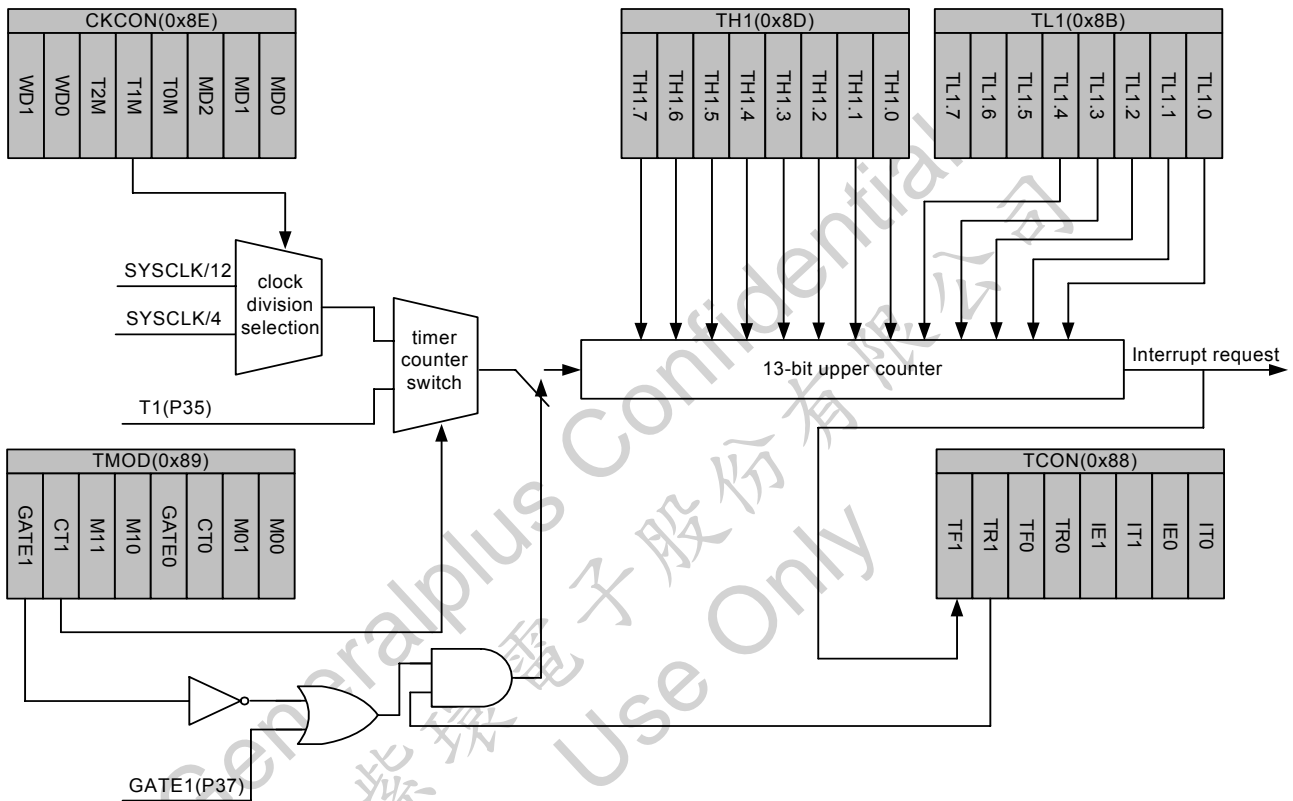 CKCON(0x8E)
WD1
WD0
T2M
T1M
T0M
MD2
MD1
MD0
TH1(0x8D)
TH1.7
TH1.6
TH1.5
TH1.4
TH1.3
TH1.2
TH1.1
TH1.0
TL1(0x8B)
TL1.7
TL1.6
TL1.5
TL1.4
TL1.3
TL1.2
TL1.1
TL1.0
SYSCLK/12
SYSCLK/4
clock
division
selection
timer
counter
switch
T1(P35)
13-bit upper counter
Interrupt request
TMOD(0x89)
GATE1
CT1
M11
M10
GATE0
CT0
M01
M00
TCON(0x88)
TF1
TR1
TF0
TR0
IE1
IT1
IE0
IT0
GATE1(P37)
Generalplus Confidential
紫環電子股份有限公司
Use Only